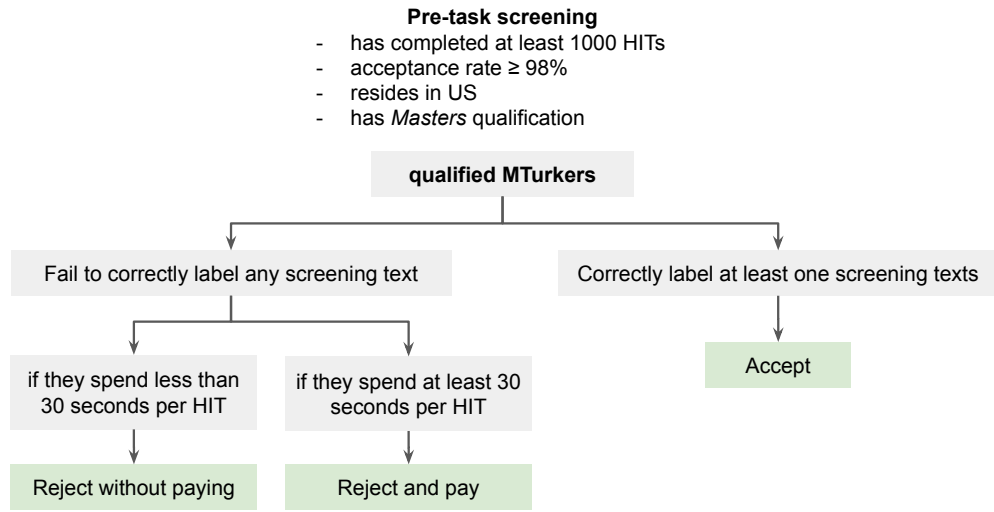 Pre-task screening
- has completed at least 1000 HITs
- acceptance rate ≥ 98%
- resides in US
- has Masters qualification
qualified MTurkers
Fail to correctly label any screening text
Correctly label at least one screening texts
if they spend less than
30 seconds per HIT
if they spend at least 30
seconds per HIT
Accept
Reject without paying
Reject and pay